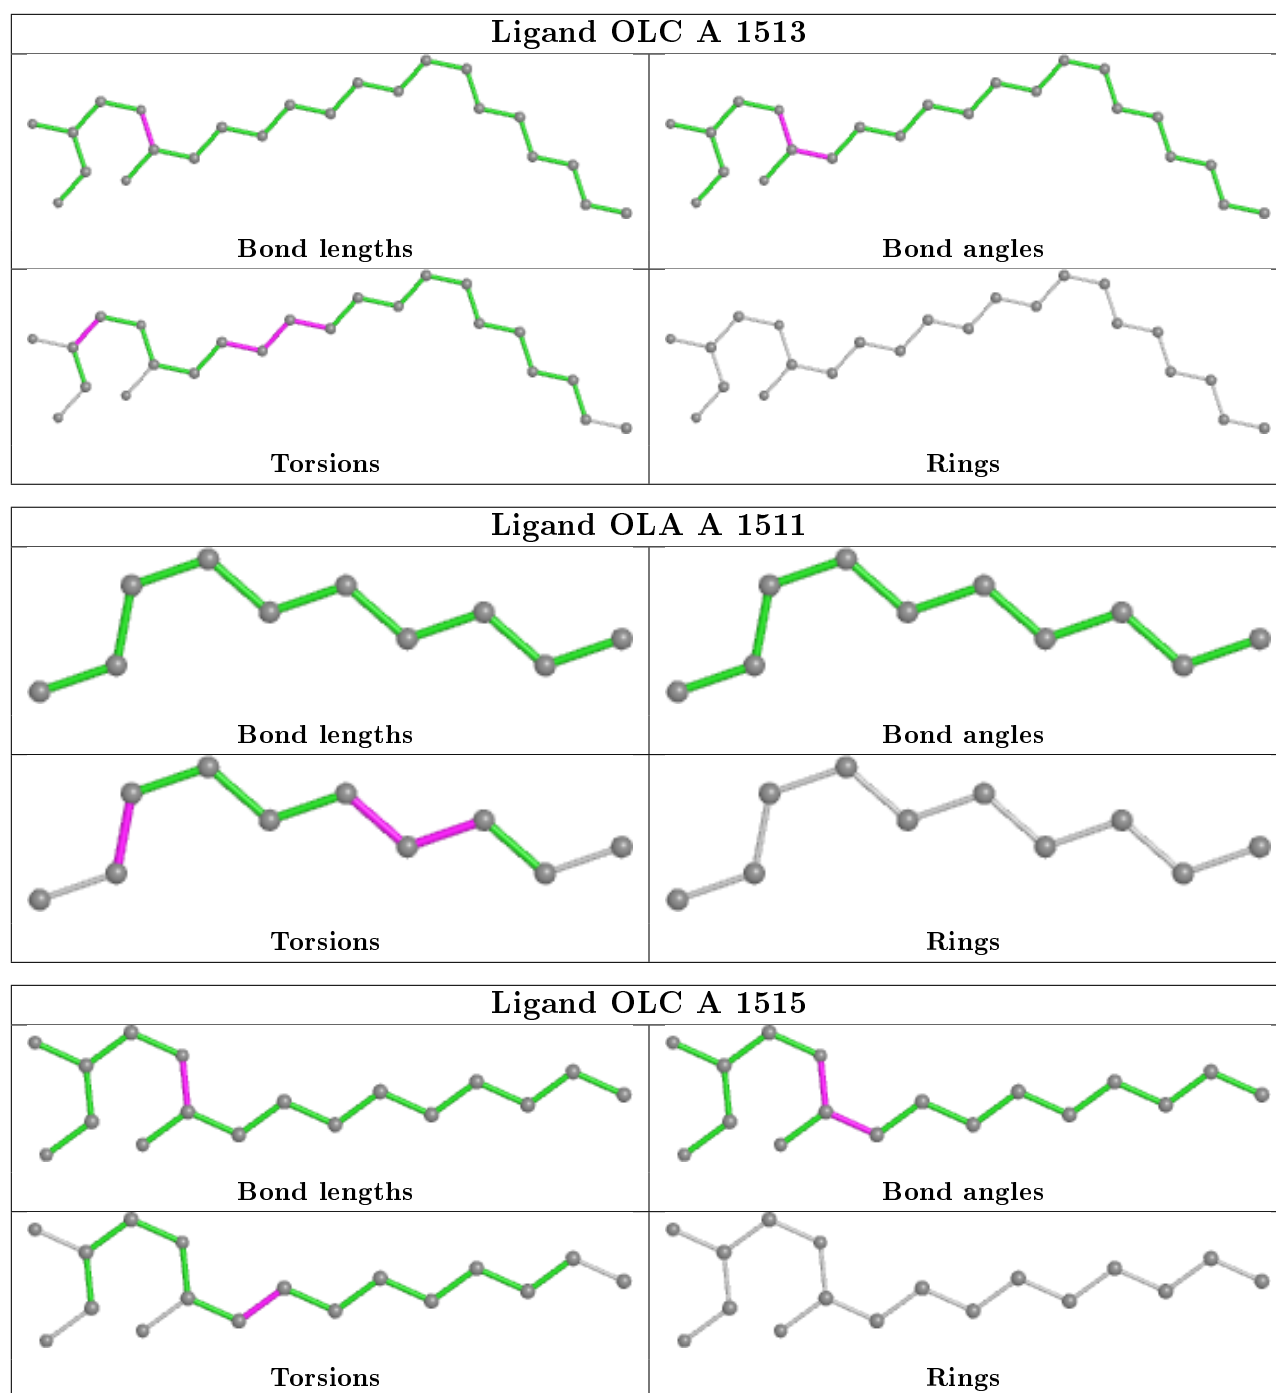 Ligand OLC A 1513
Bond lengths
Bond angles
Torsions
Rings
Ligand OLA A 1511
Bond lengths
Bond angles
Torsions
Rings
Ligand OLC A 1515
Bond lengths
Bond angles
Torsions
Rings